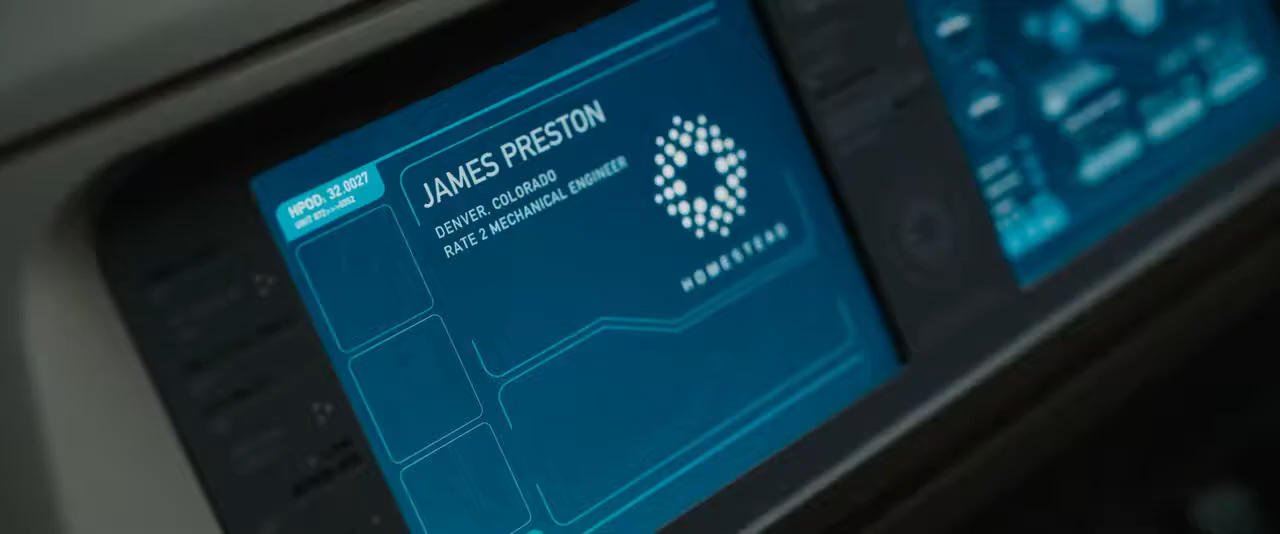 HPOD: 32.0027
JAMES PRESTON
DENVER, COLORADO
RATE 2 MECHANICAL ENGINEER
HOMESTEAD